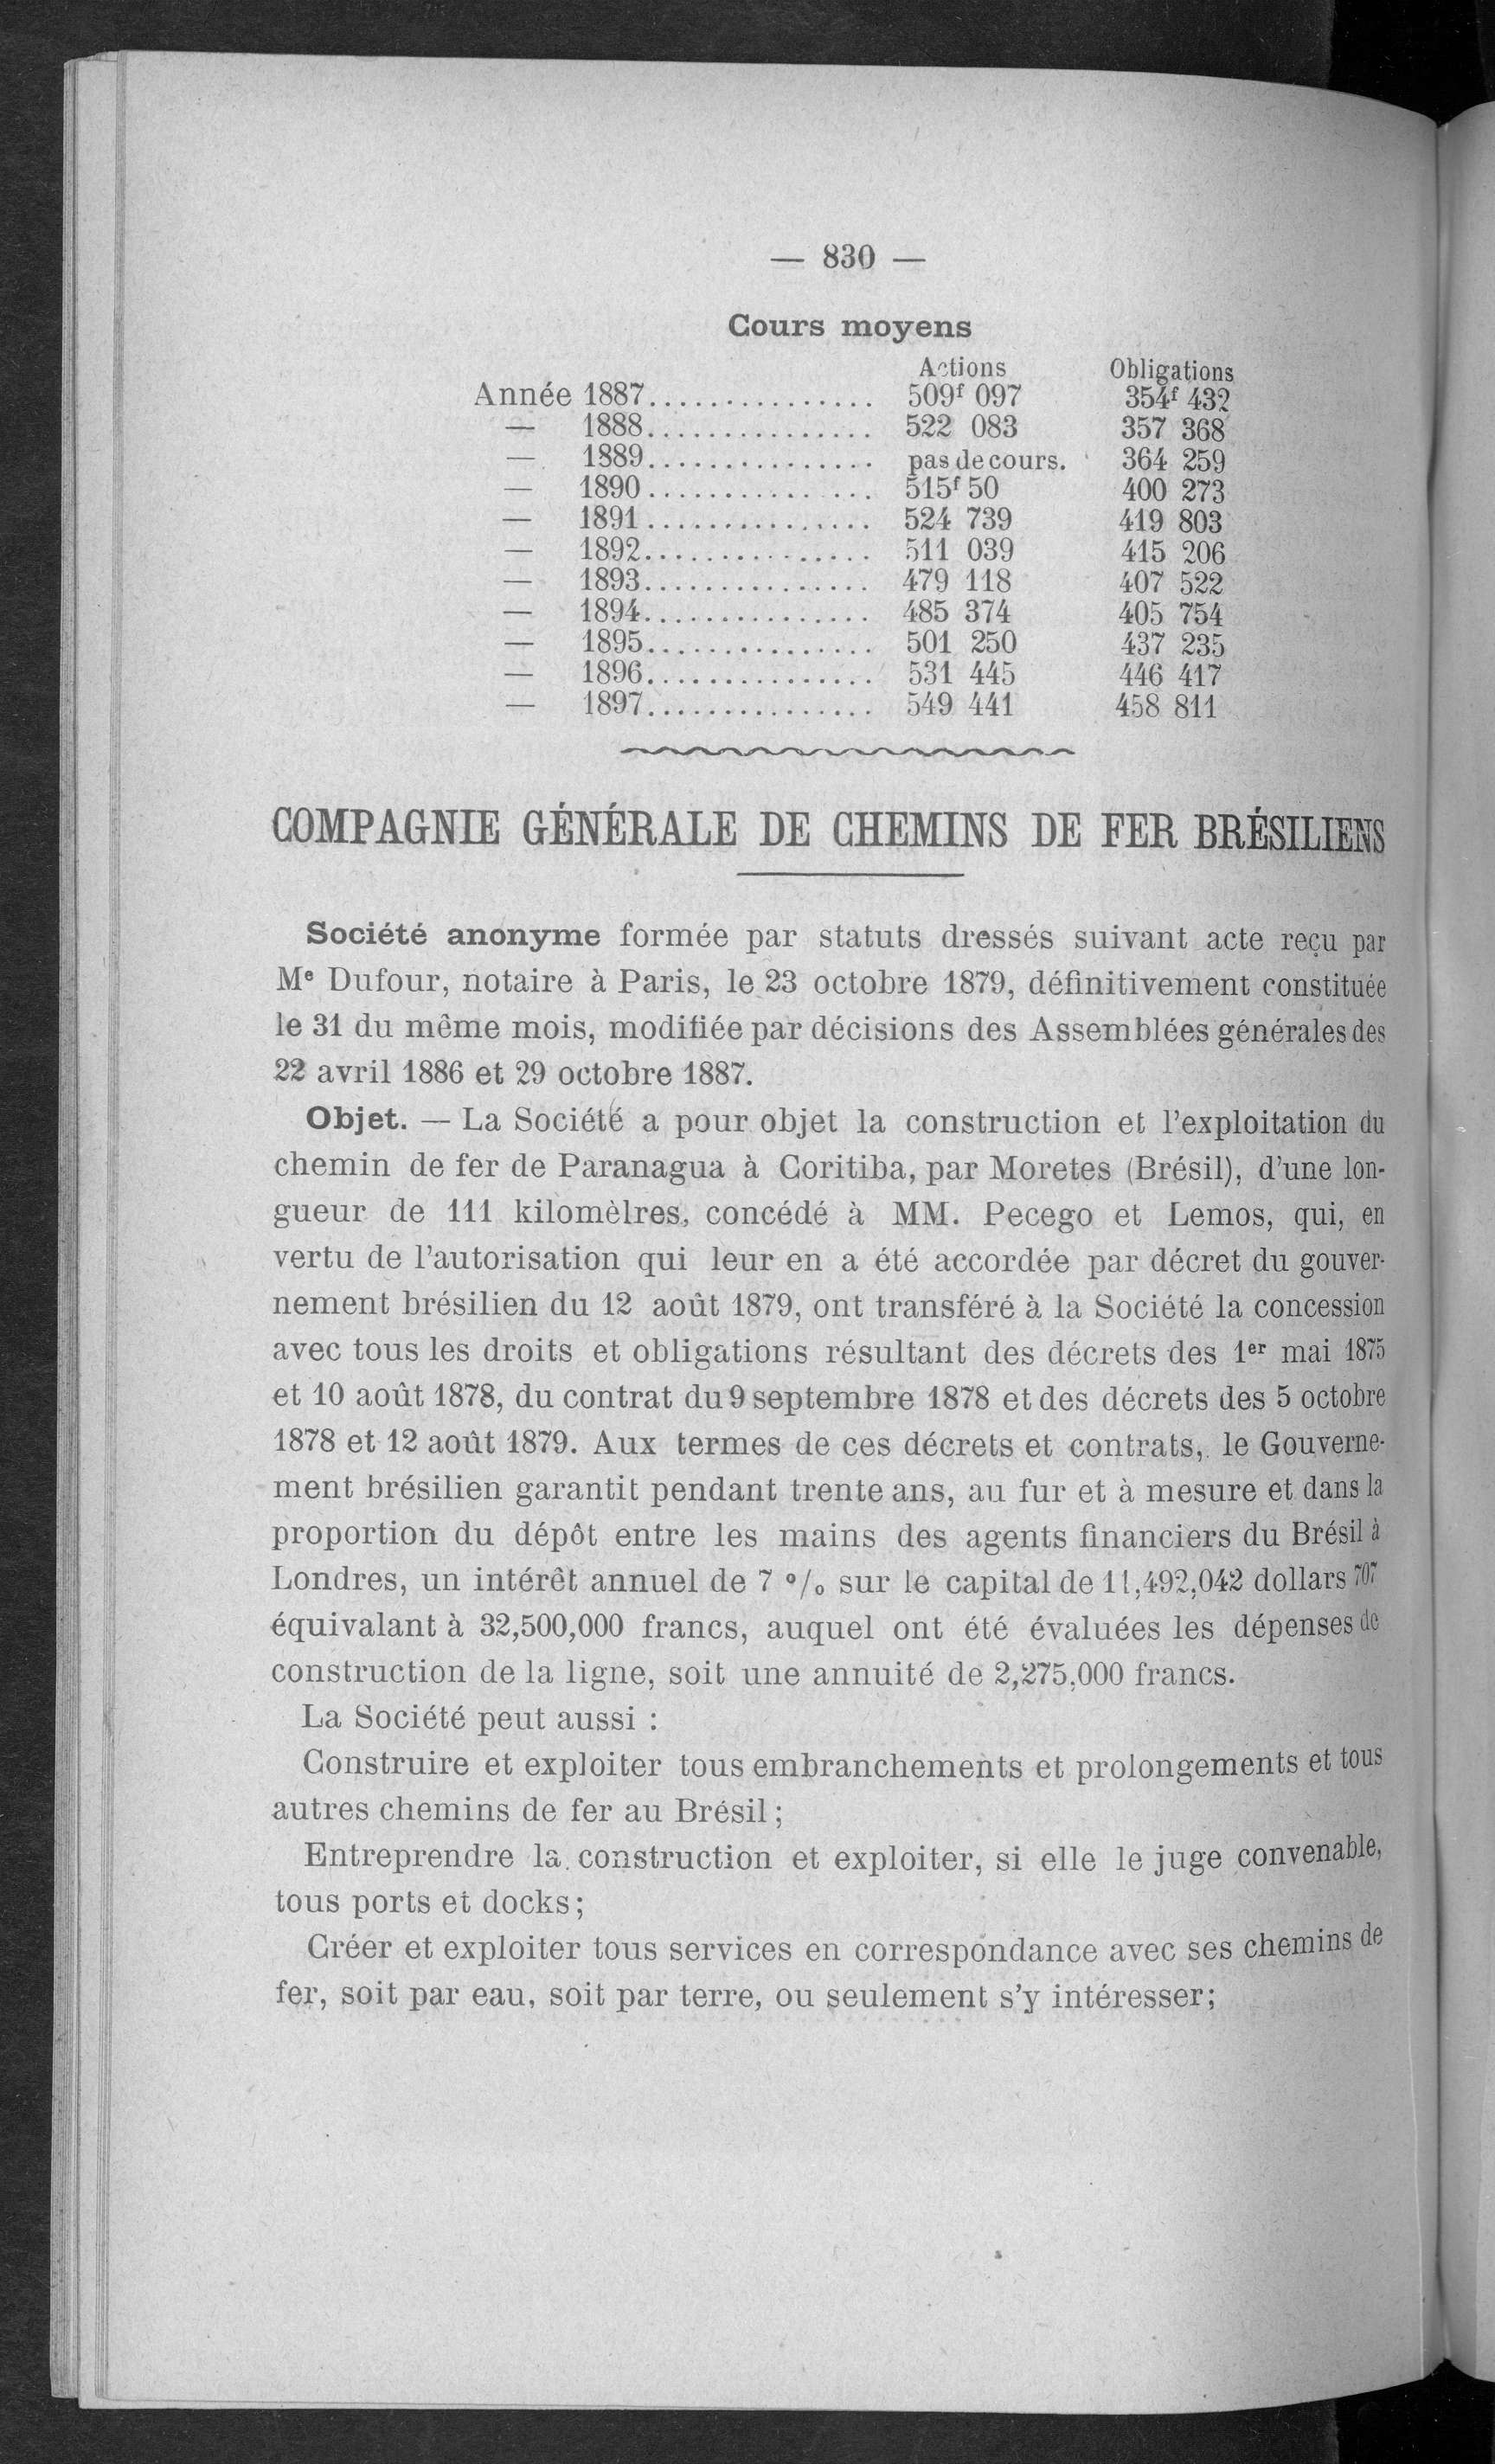 — 830 —
Cours moyens
Actions Obligations
Année 1887............... 509f 097 354f 432
— 1888............... 522 083 357 368
— 1889............... pas de cours. 364 259
— 1890............... 515f 50 400 273
— 1891............... 524 739 419 803
— 1892............... 511 039 415 206
— 1893............... 479 118 407 522
— 1894............... 485 374 405 754
— 1895............... 501 250 437 235
— 1896............... 531 445 446 417
— 1897............... 549 441 458 811
COMPAGNIE GÉNÉRALE DE CHEMINS DE FER BRÉSILIENS
Société anonyme formée par statuts dressés suivant acte reçu par
Me Dufour, notaire à Paris, le 23 octobre 1879, définitivement constituée
le 31 du même mois, modifiée par décisions des Assemblées générales des
22 avril 1886 et 29 octobre 1887.
Objet. — La Société a pour objet la construction et l'exploitation du
chemin de fer de Paranagua à Coritiba, par Moretes (Brésil), d'une lon-
gueur de 111 kilomèlres, concédé à MM. Pecego et Lemos, qui, en
vertu de l'autorisation qui leur en a été accordée par décret du gouver-
nement brésilien du 12 août 1879, ont transféré à la Société la concession
avec tous les droits et obligations résultant des décrets des 1er mai 1875
et 10 août 1878, du contrat du 9 septembre 1878 et des décrets des 5 octobre
1878 et 12 août 1879. Aux termes de ces décrets et contrats, le Gouverne-
ment brésilien garantit pendant trente ans, au fur et à mesure et dans la
proportion du dépôt entre les mains des agents financiers du Brésil à
Londres, un intérêt annuel de 7 % sur le capital de 11,492,042 dollars 707
équivalant à 32,500,000 francs, auquel ont été évaluées les dépenses de
construction de la ligne, soit une annuité de 2,275,000 francs.
La Société peut aussi :
Construire et exploiter tous embranchements et prolongements et tous
autres chemins de fer au Brésil ;
Entreprendre la construction et exploiter, si elle le juge convenable,
tous ports et docks ;
Créer et exploiter tous services en correspondance avec ses chemins de
fer, soit par eau, soit par terre, ou seulement s'y intéresser ;